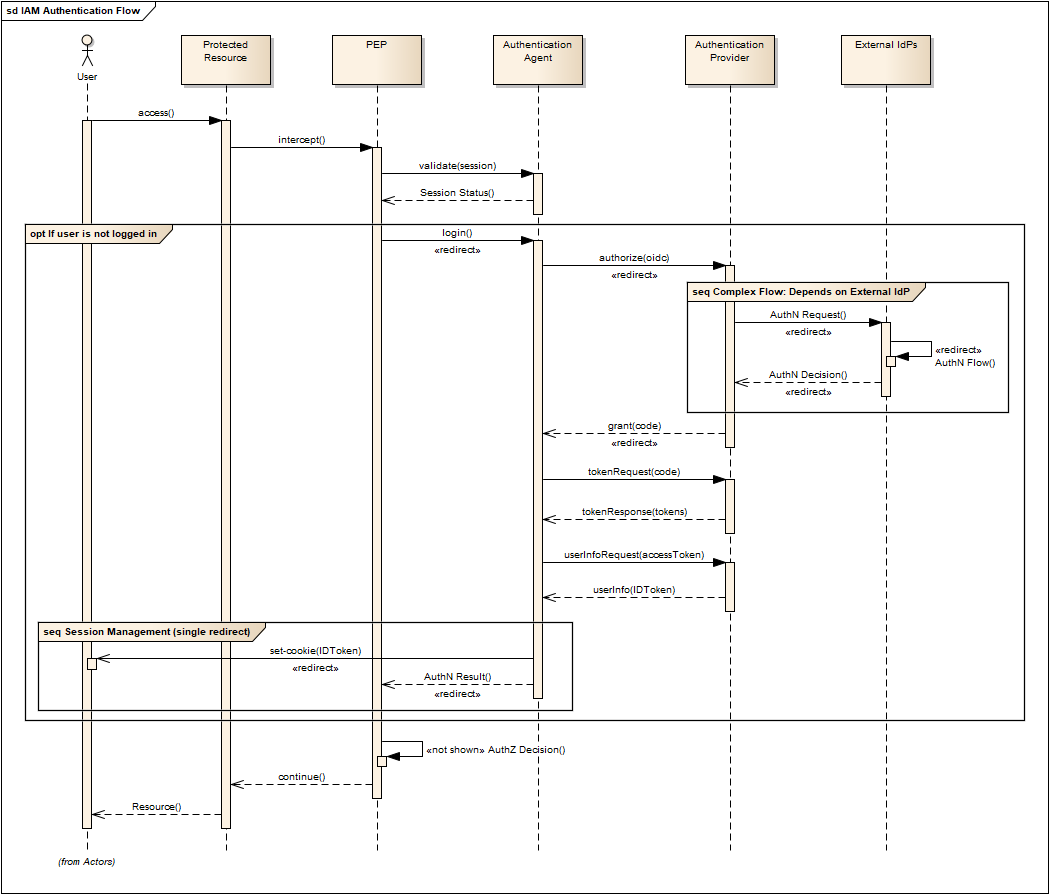 sd IAM Authentication Flow
User
Protected
Resource
PEP
Authentication
Agent
Authentication
Provider
External IdPs
access()
intercept()
validate(session)
Session Status()
opt If user is not logged in
login()
«redirect»
authorize(oidc)
«redirect»
seq Complex Flow: Depends on External IdP
AuthN Request()
«redirect»
«redirect»
AuthN Flow()
AuthN Decision()
«redirect»
grant(code)
«redirect»
tokenRequest(code)
tokenResponse(tokens)
userInfoRequest(accessToken)
userInfo(IDToken)
seq Session Management (single redirect)
set-cookie(IDToken)
«redirect»
AuthN Result()
«redirect»
«not shown» AuthZ Decision()
continue()
Resource()
(from Actors)